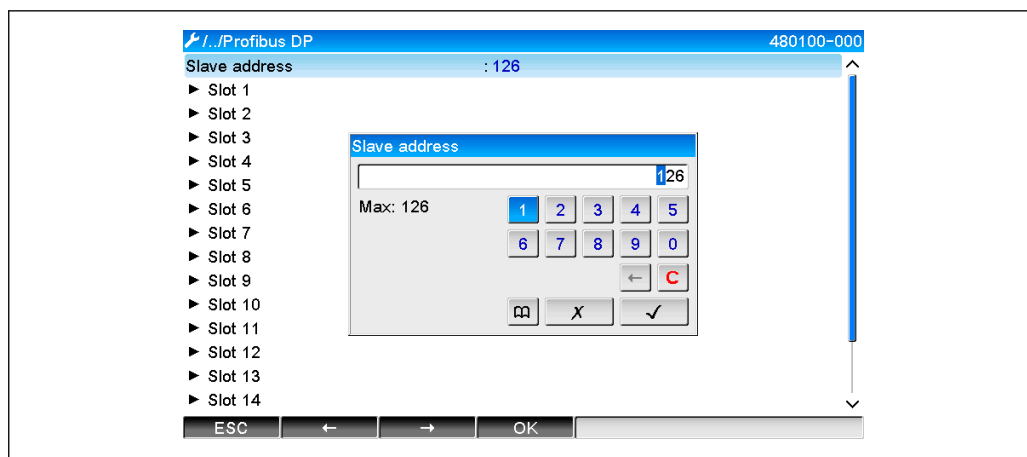 /../Profibus DP 480100-000
Slave address : 126
► Slot 1
► Slot 2
► Slot 3
► Slot 4
► Slot 5
► Slot 6
► Slot 7
► Slot 8
► Slot 9
► Slot 10
► Slot 11
► Slot 12
► Slot 13
► Slot 14
Slave address
126
Max: 126
1 2 3 4 5
6 7 8 9 0
← C
X ✓
ESC ← → OK